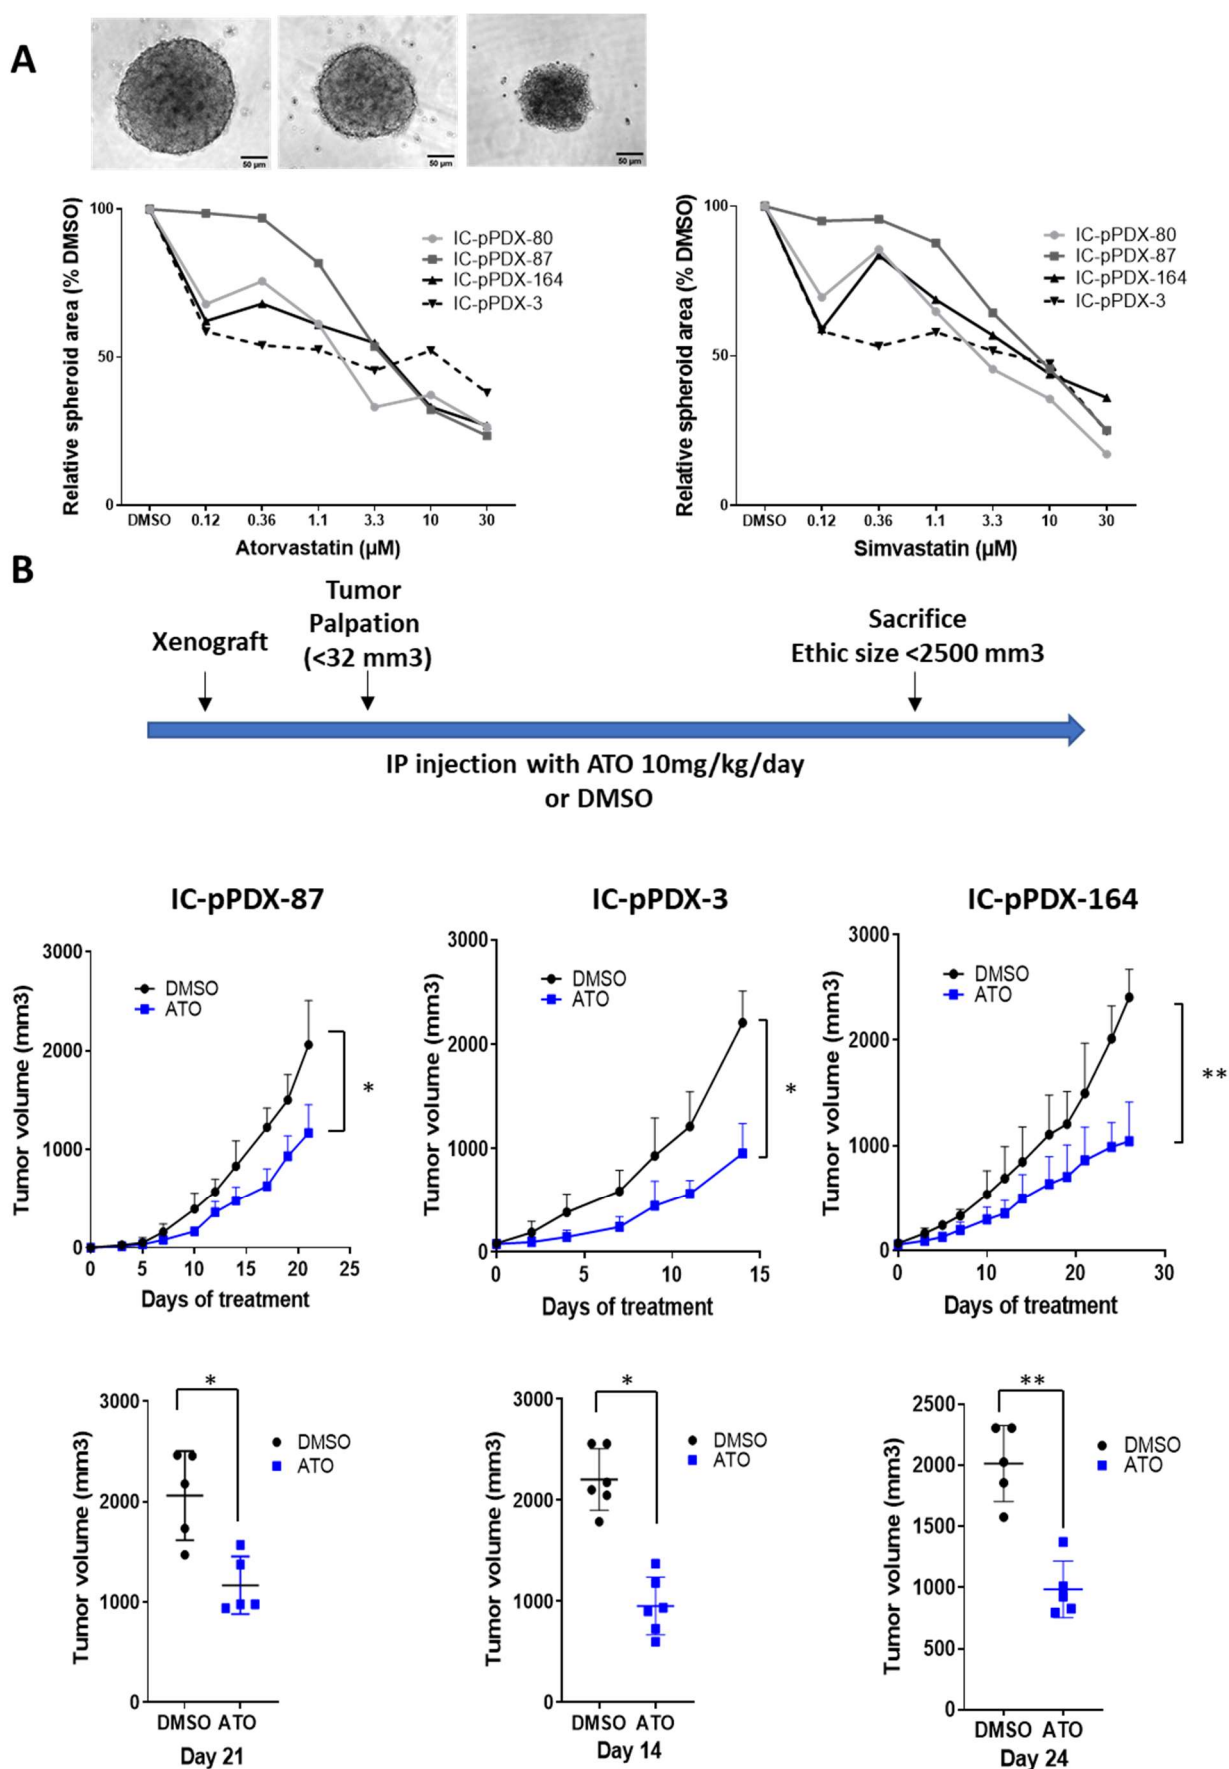 A
50 µm
50 µm
50 µm
Relative spheroid area (% DMSO)
100
50
0
IC-pPDX-80
IC-pPDX-87
IC-pPDX-164
IC-pPDX-3
DMSO 0.12 0.36 1.1 3.3 10 30
Atorvastatin (µM)
Relative spheroid area (% DMSO)
100
50
0
IC-pPDX-80
IC-pPDX-87
IC-pPDX-164
IC-pPDX-3
DMSO 0.12 0.36 1.1 3.3 10 30
Simvastatin (µM)
B
Xenograft
Tumor
Palpation
(<32 mm3)
Sacrifice
Ethic size <2500 mm3
IP injection with ATO 10mg/kg/day
or DMSO
IC-pPDX-87
Tumor volume (mm3)
3000
2000
1000
0
DMSO
ATO
*
0 5 10 15 20 25
Days of treatment
IC-pPDX-3
Tumor volume (mm3)
3000
2000
1000
0
DMSO
ATO
*
0 5 10 15
Days of treatment
IC-pPDX-164
Tumor volume (mm3)
3000
2000
1000
0
DMSO
ATO
**
0 10 20 30
Days of treatment
Tumor volume (mm3)
3000
2000
1000
0
*
DMSO
ATO
DMSO ATO
Day 21
Tumor volume (mm3)
3000
2000
1000
0
*
DMSO
ATO
DMSO ATO
Day 14
Tumor volume (mm3)
2500
2000
1500
1000
500
0
**
DMSO
ATO
DMSO ATO
Day 24